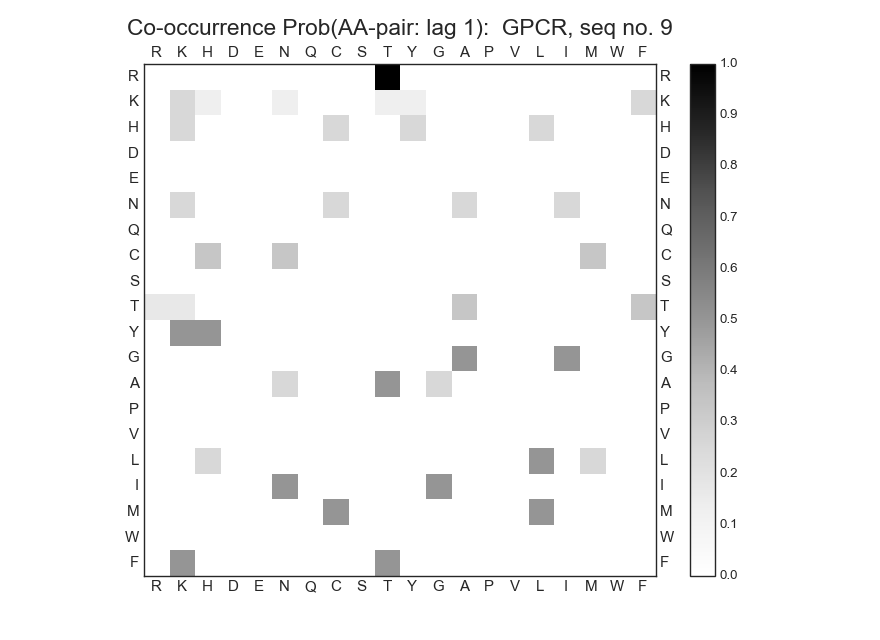 Co-occurrence Prob(AA-pair: lag 1):  GPCR, seq no. 9
R K H D E N Q C S T Y G A P V L I M W F
R R 1.0
K K 0.9
H H
D D 0.8
E E
N N 0.7
Q Q
C C 0.6
S S
T T 0.5
Y Y
G G 0.4
A A
P P 0.3
V V
L L 0.2
I I
M M 0.1
W W
F F 0.0
R K H D E N Q C S T Y G A P V L I M W F